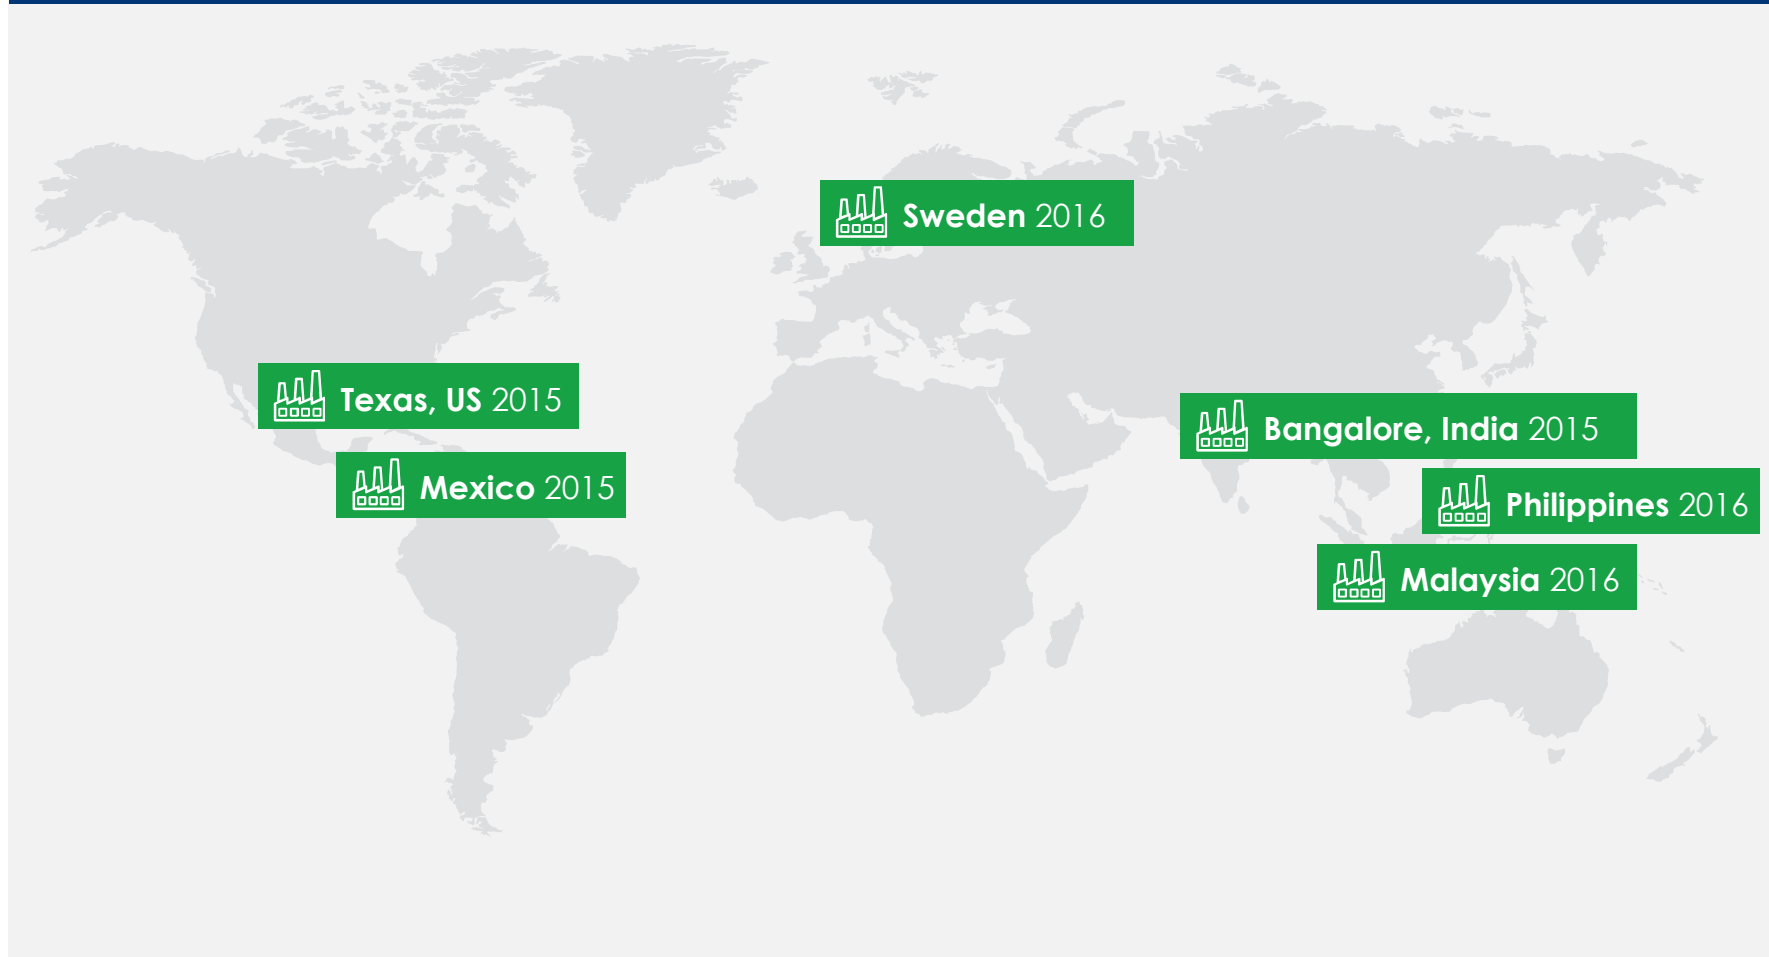 Sweden 2016
Texas, US 2015
Bangalore, India 2015
Mexico 2015
Philippines 2016
Malaysia 2016